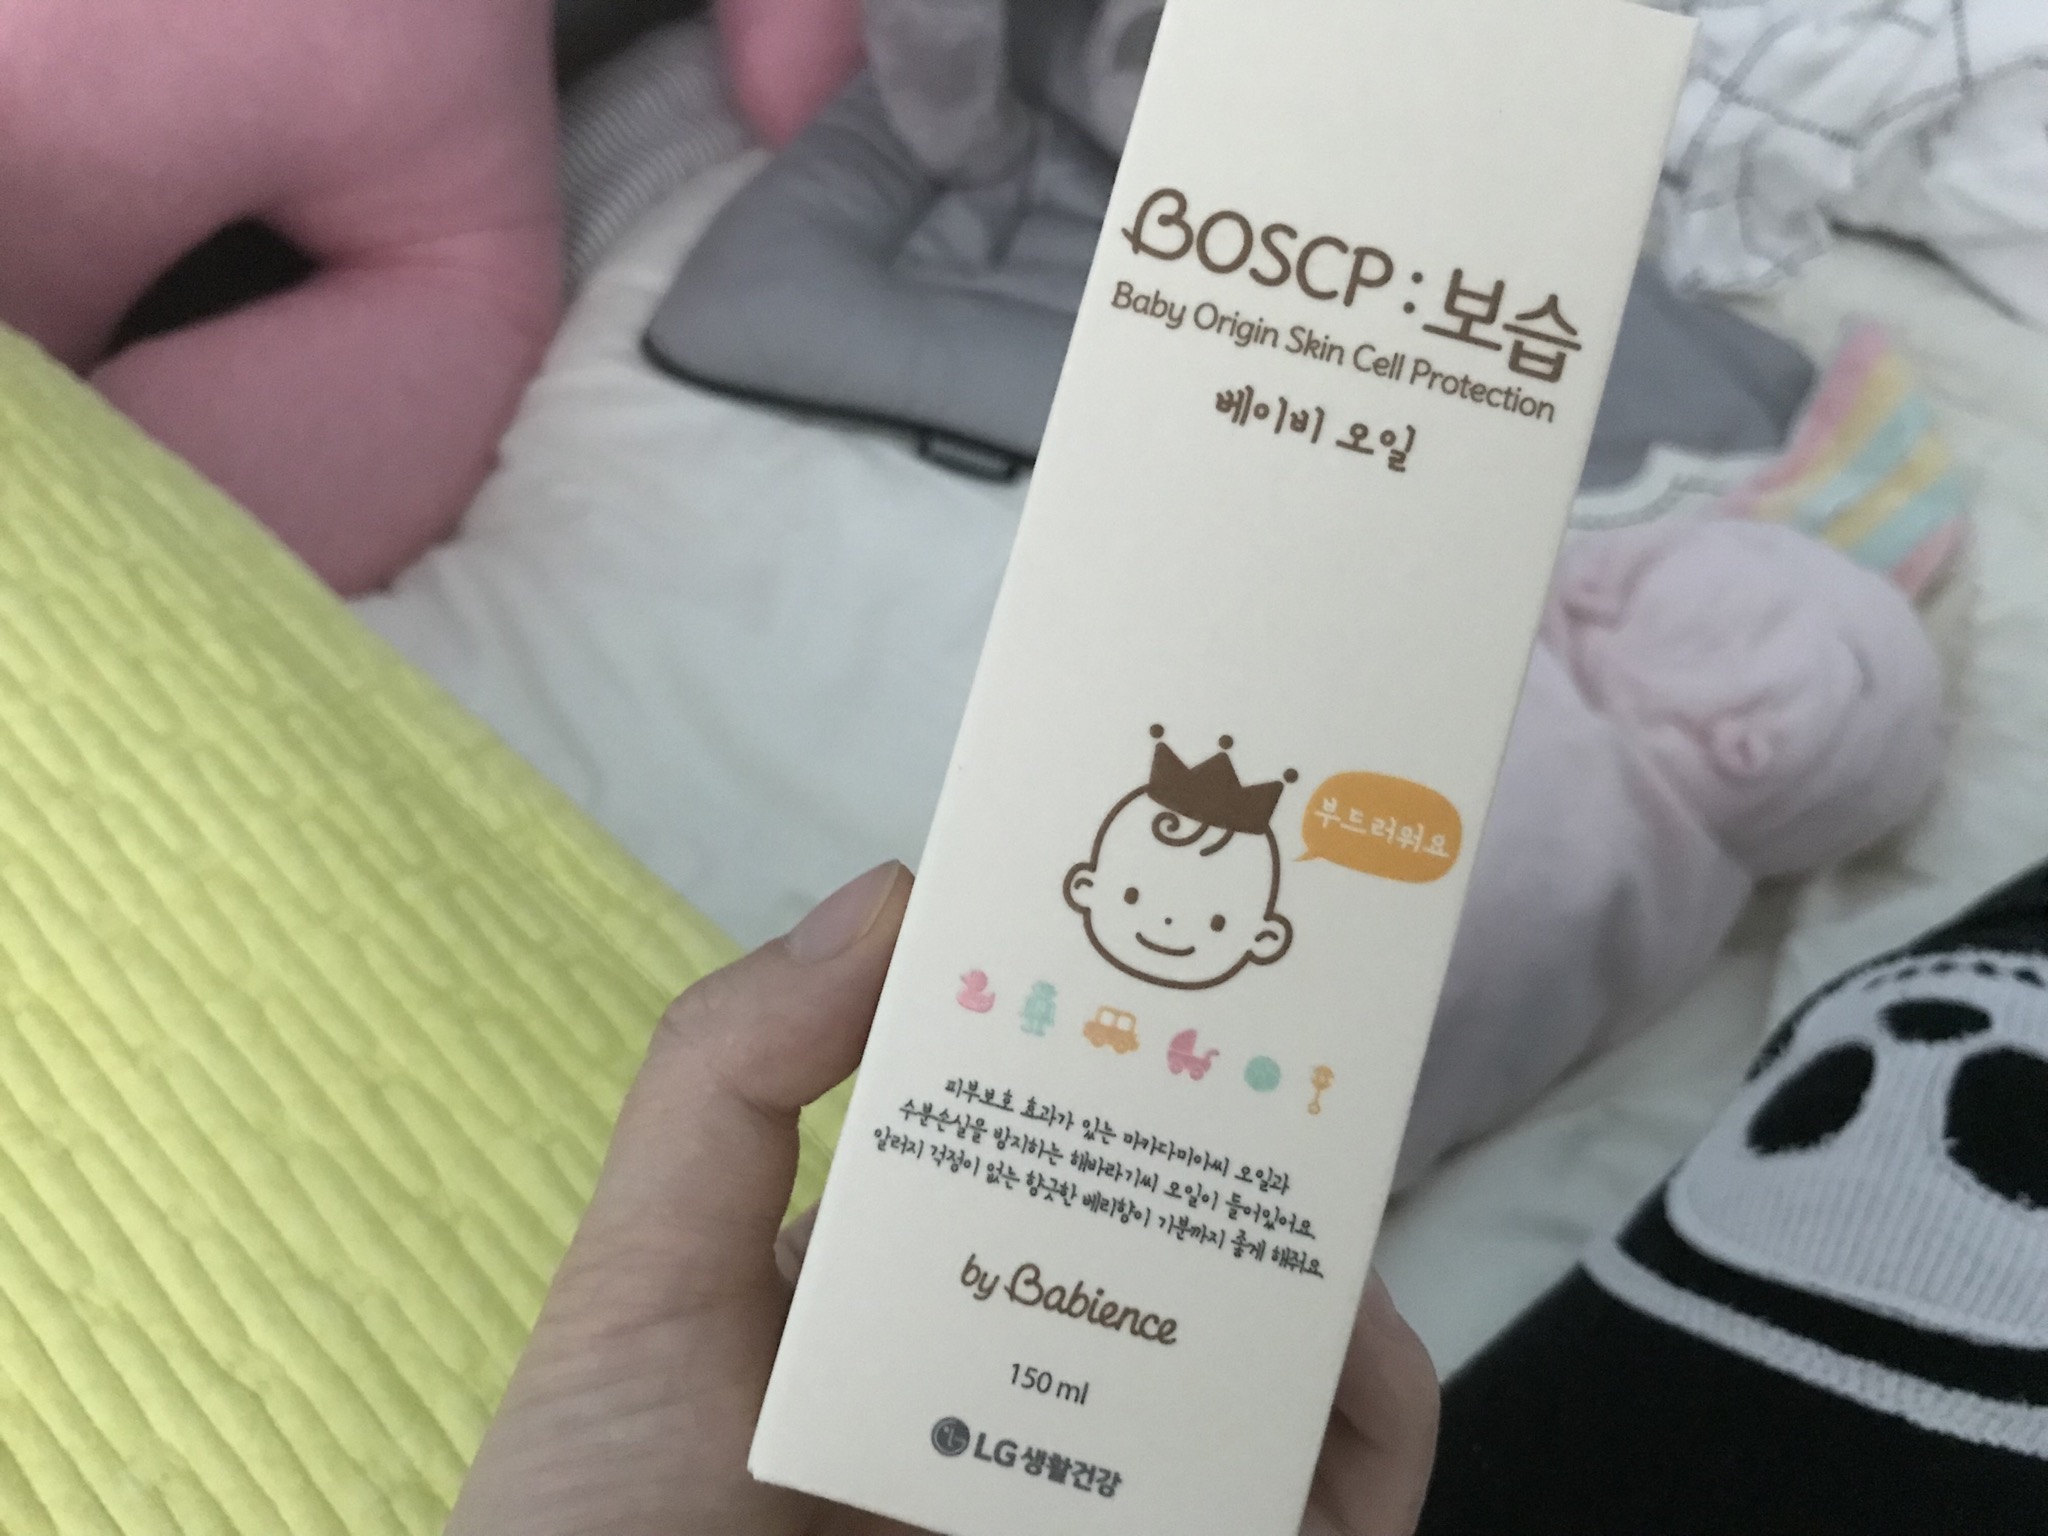 BOSCP : 보습
Baby Origin Skin Cell Protection
베이비 오일
부드러워요
피부보호 효과가 있는 마카다미아씨 오일과
수분손실을 방지하는 해바라기씨 오일이 들어있어요
알러지 걱정이 없는 향긋한 베리향이 기분까지 좋게 해줘요
by Babience
150 ml
LG 생활건강